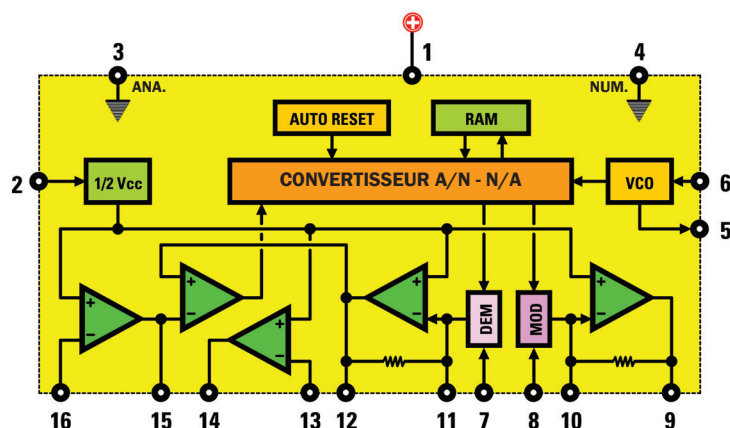 3 1 4
ANA. NUM.
AUTO RESET RAM
2 1/2 Vcc CONVERTISSEUR A/N - N/A VCO 6
5
+ + + +
− − − −
DEM MOD
+
−
16 15 14 13 12 11 7 8 10 9